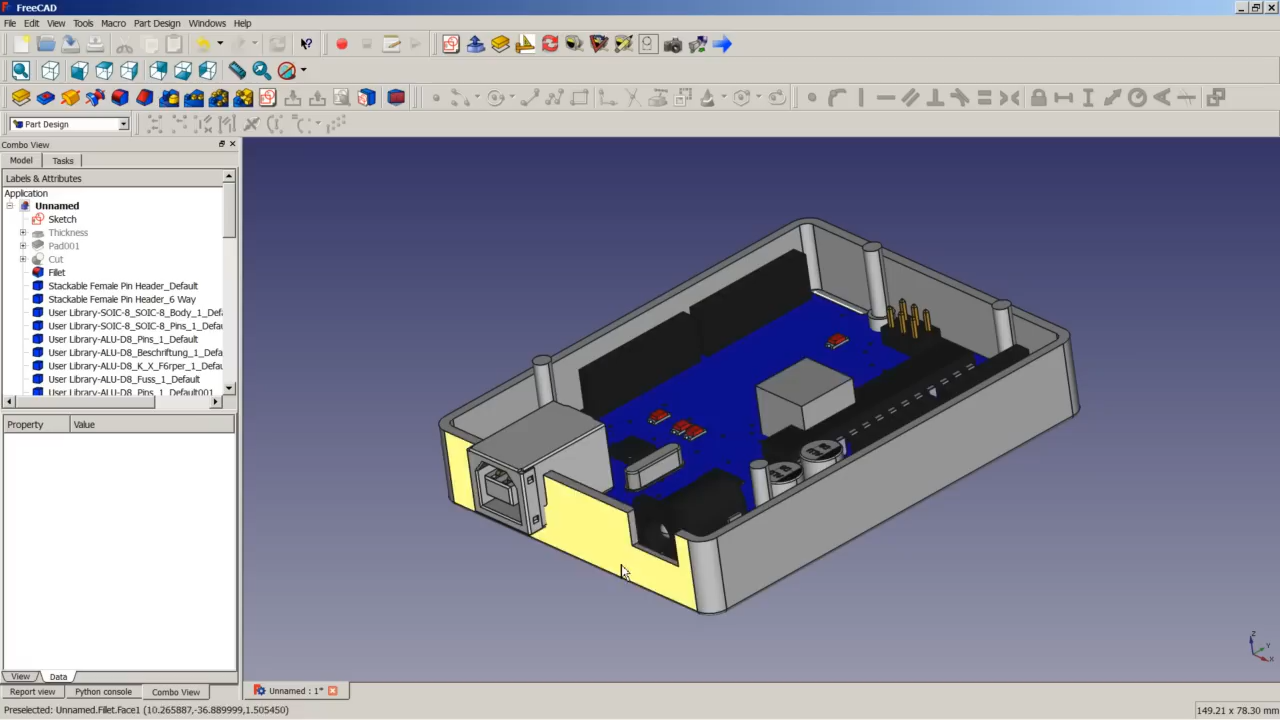 FreeCAD
File Edit View Tools Macro Part Design Windows Help
Part Design
Combo View
Model Tasks
Labels & Attributes
Application
Unnamed
Sketch
Thickness
Pad001
Cut
Fillet
Stackable Female Pin Header_Default
Stackable Female Pin Header_6 Way
User Library-SOIC-8_SOIC-8_Body_1_Defa
User Library-SOIC-8_SOIC-8_Pins_1_Defa
User Library-ALU-D8_Pins_1_Default
User Library-ALU-D8_Beschriftung_1_Defa
User Library-ALU-D8_K_X_F6rper_1_Defa
User Library-ALU-D8_Fuss_1_Default
User Library-ALU-D8_Pins_1_Default001
Property Value
View Data
Report view Python console Combo View
Unnamed : 1*
Preselected: Unnamed.Fillet.Face1 (10.265887,-36.889999,1.505450)
149.21 x 78.30 mm
Z
Y
X